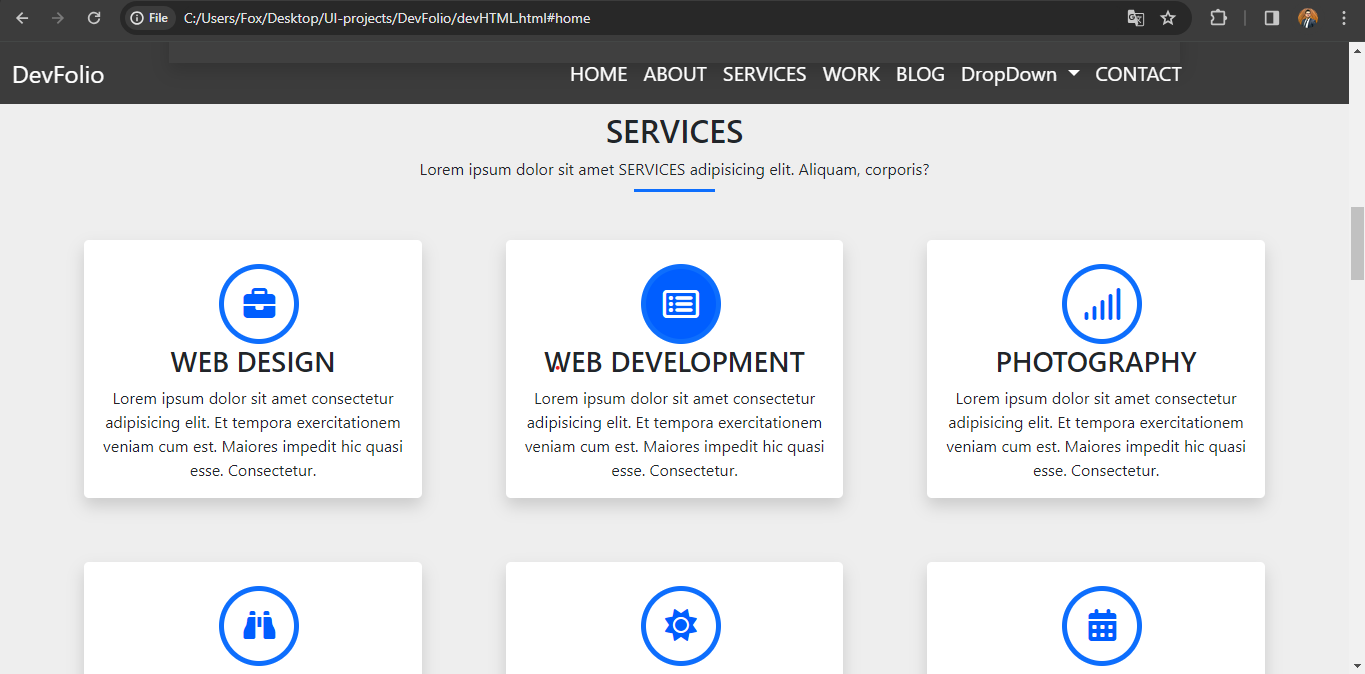 File C:/Users/Fox/Desktop/UI-projects/DevFolio/devHTML.html#home
DevFolio HOME ABOUT SERVICES WORK BLOG DropDown CONTACT
SERVICES
Lorem ipsum dolor sit amet SERVICES adipisicing elit. Aliquam, corporis?
WEB DESIGN
Lorem ipsum dolor sit amet consectetur
adipisicing elit. Et tempora exercitationem
veniam cum est. Maiores impedit hic quasi
esse. Consectetur.
WEB DEVELOPMENT
Lorem ipsum dolor sit amet consectetur
adipisicing elit. Et tempora exercitationem
veniam cum est. Maiores impedit hic quasi
esse. Consectetur.
PHOTOGRAPHY
Lorem ipsum dolor sit amet consectetur
adipisicing elit. Et tempora exercitationem
veniam cum est. Maiores impedit hic quasi
esse. Consectetur.